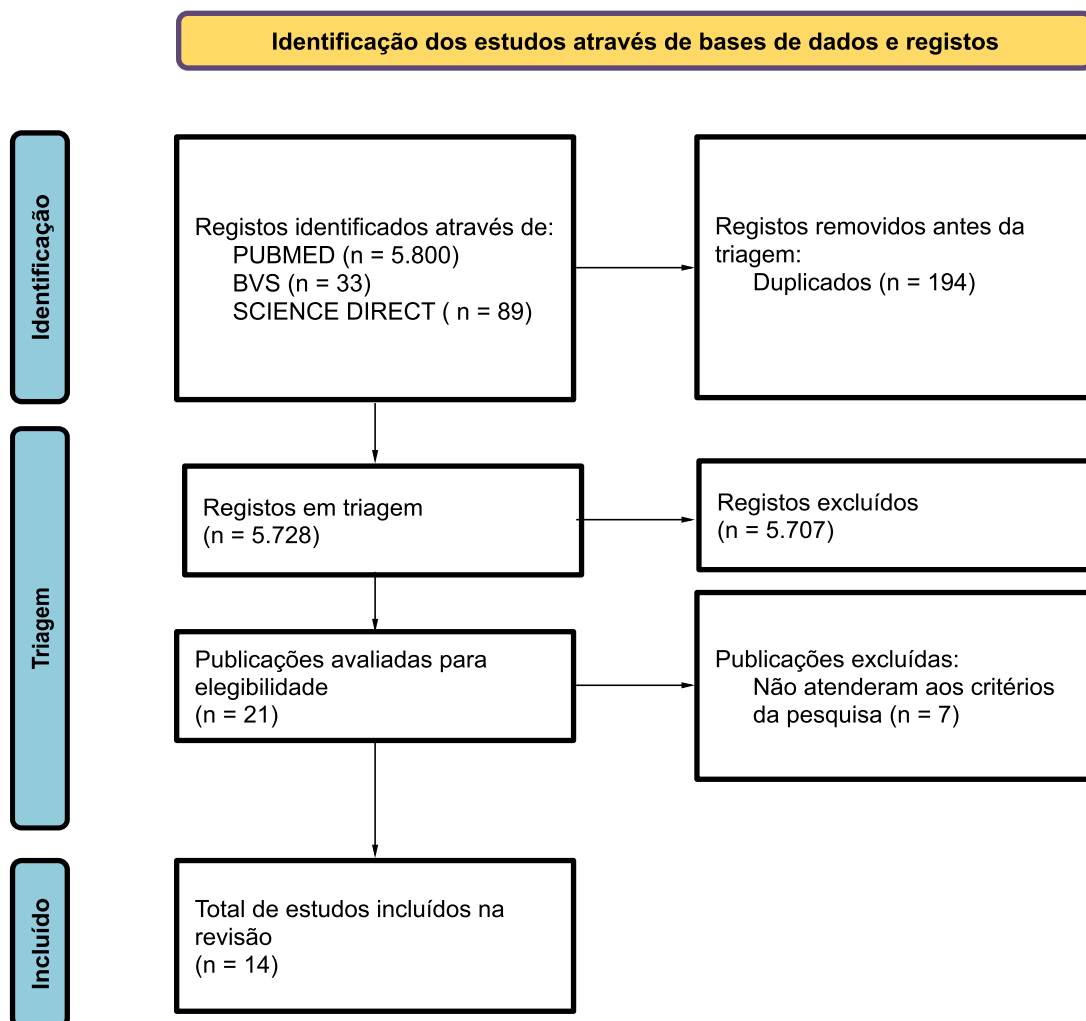 Identificação dos estudos através de bases de dados e registos
Identificação
Registos identificados através de:
PUBMED (n = 5.800)
BVS (n = 33)
SCIENCE DIRECT ( n = 89)
Registos removidos antes da
triagem:
Duplicados (n = 194)
Triagem
Registos em triagem
(n = 5.728)
Registos excluídos
(n = 5.707)
Publicações avaliadas para
elegibilidade
(n = 21)
Publicações excluídas:
Não atenderam aos critérios
da pesquisa (n = 7)
Incluído
Total de estudos incluídos na
revisão
(n = 14)